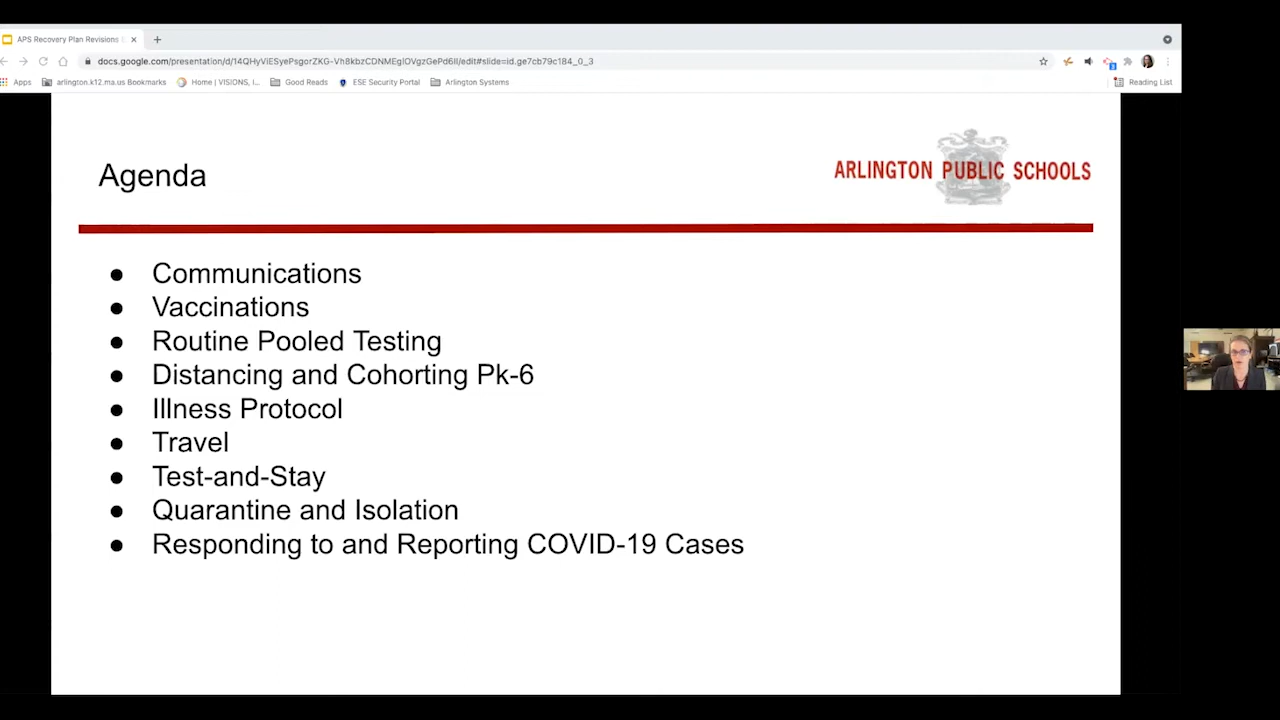 APS Recovery Plan Revisions
docs.google.com/presentation/d/14QHyViESyePsgorZKG-Vh8kbzCDNMEglOVgzGePd6lI/edit#slide=id.ge7cb79c184_0_3
Apps arlington.k12.ma.us Bookmarks Home | VISIONS, I... Good Reads ESE Security Portal Arlington Systems Reading List
Agenda
ARLINGTON PUBLIC SCHOOLS
● Communications
● Vaccinations
● Routine Pooled Testing
● Distancing and Cohorting Pk-6
● Illness Protocol
● Travel
● Test-and-Stay
● Quarantine and Isolation
● Responding to and Reporting COVID-19 Cases